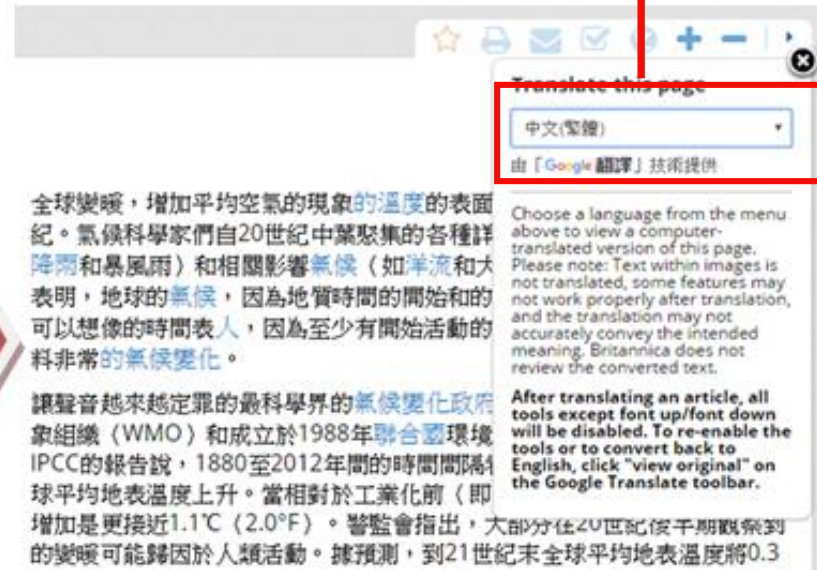 Translate this page
中文(繁體)
由「Google 翻譯」技術提供
Choose a language from the menu
above to view a computer-
translated version of this page.
Please note: Text within images is
not translated, some features may
not work properly after translation,
and the translation may not
accurately convey the intended
meaning. Britannica does not
review the converted text.
After translating an article, all
tools except font up/font down
will be disabled. To re-enable the
tools or to convert back to
English, click "view original" on
the Google Translate toolbar.
全球變暖,增加平均空氣的現象的溫度的表面
紀。氣候科學家們自20世紀中葉聚集的各種詳
降雨和暴風雨)和相關影響氣候(如洋流和大
表明,地球的氣候,因為地質時間的開始和的
可以想像的時間表人,因為至少有開始活動的
料非常的氣候變化。
讓聲音越來越定罪的最科學界的氣候變化政府
象組織(WMO)和成立於1988年聯合國環境
IPCC的報告說,1880至2012年間的時間間隔
球平均地表溫度上升。當相對於工業化前(即
增加是更接近1.1℃(2.0°F)。警監會指出,大部分在20世紀後半期觀察到
的變暖可能歸因於人類活動。據預測,到21世紀末全球平均地表溫度將0.3